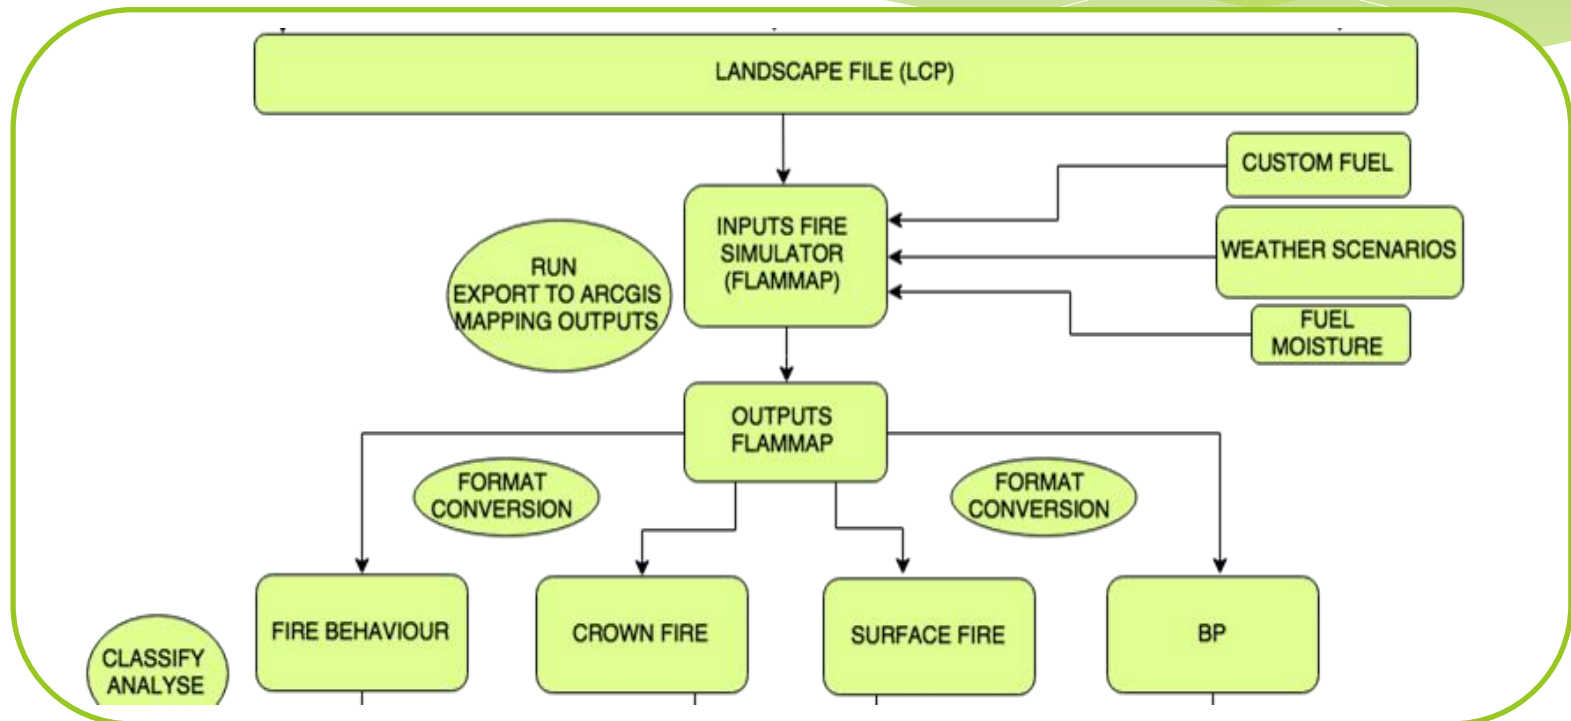 LANDSCAPE FILE (LCP)
CUSTOM FUEL
INPUTS FIRE
SIMULATOR
(FLAMMAP)
WEATHER SCENARIOS
RUN
EXPORT TO ARCGIS
MAPPING OUTPUTS
FUEL
MOISTURE
OUTPUTS
FLAMMAP
FORMAT
CONVERSION
FORMAT
CONVERSION
FIRE BEHAVIOUR
CROWN FIRE
SURFACE FIRE
BP
CLASSIFY
ANALYSE